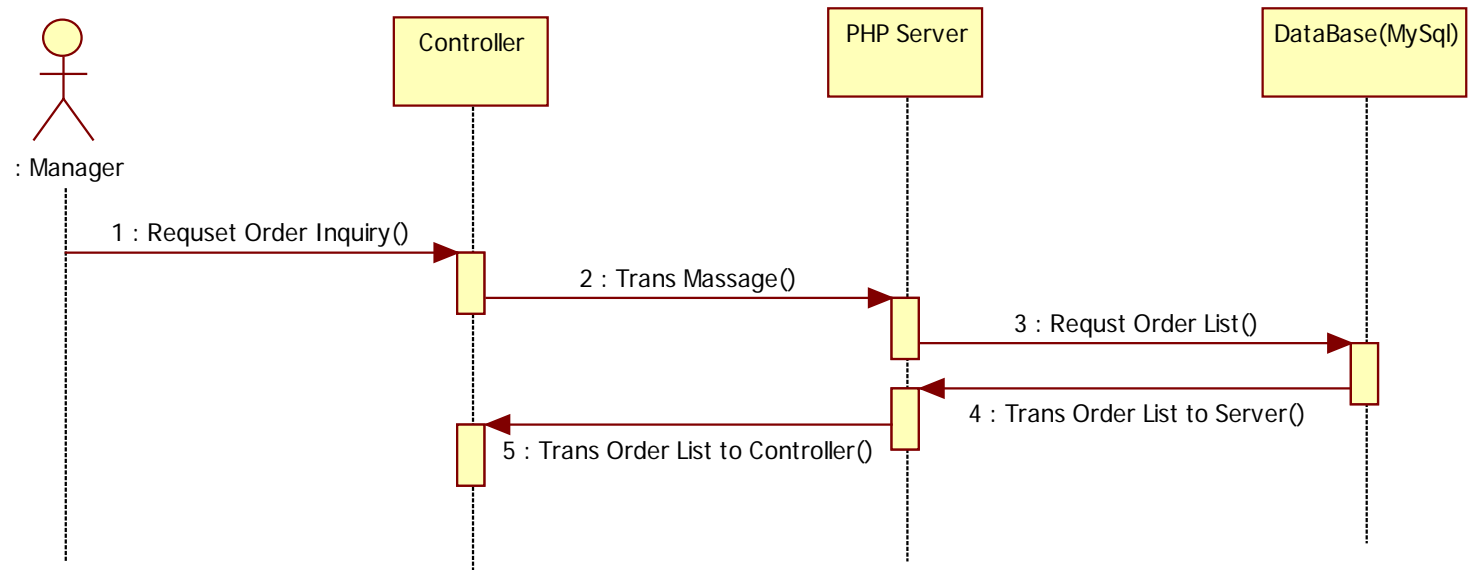 Controller
PHP Server
DataBase(MySql)
: Manager
1 : Requset Order Inquiry()
2 : Trans Massage()
3 : Requst Order List()
4 : Trans Order List to Server()
5 : Trans Order List to Controller()